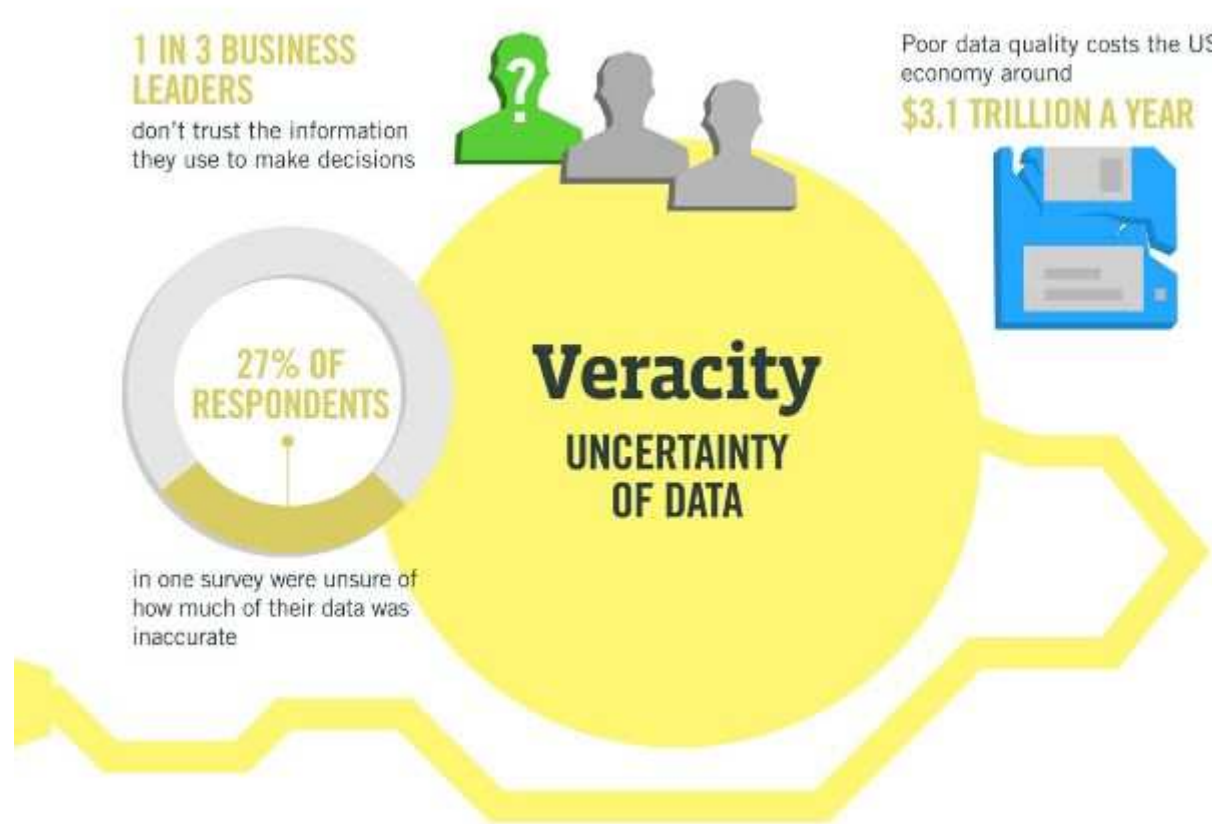 1 IN 3 BUSINESS
LEADERS
don't trust the information
they use to make decisions
?
Poor data quality costs the US
economy around
$3.1 TRILLION A YEAR
27% OF
RESPONDENTS
in one survey were unsure of
how much of their data was
inaccurate
Veracity
UNCERTAINTY
OF DATA